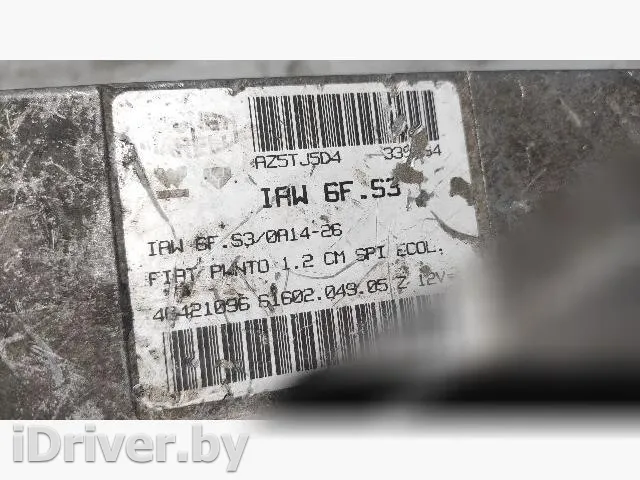 AZ5TJ5D4
IAW 6F.S3
IAW 6F.S3/0A14-26
FIAT PUNTO 1.2 CM SPI ECOL.
61602.049.05 Z 12V
iDriver.by